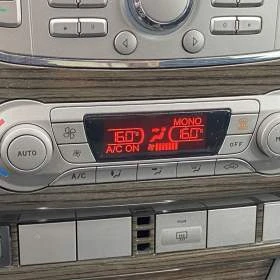 MONO
16.0° 16.0°
A/C ON
AUTO
OFF
A/C